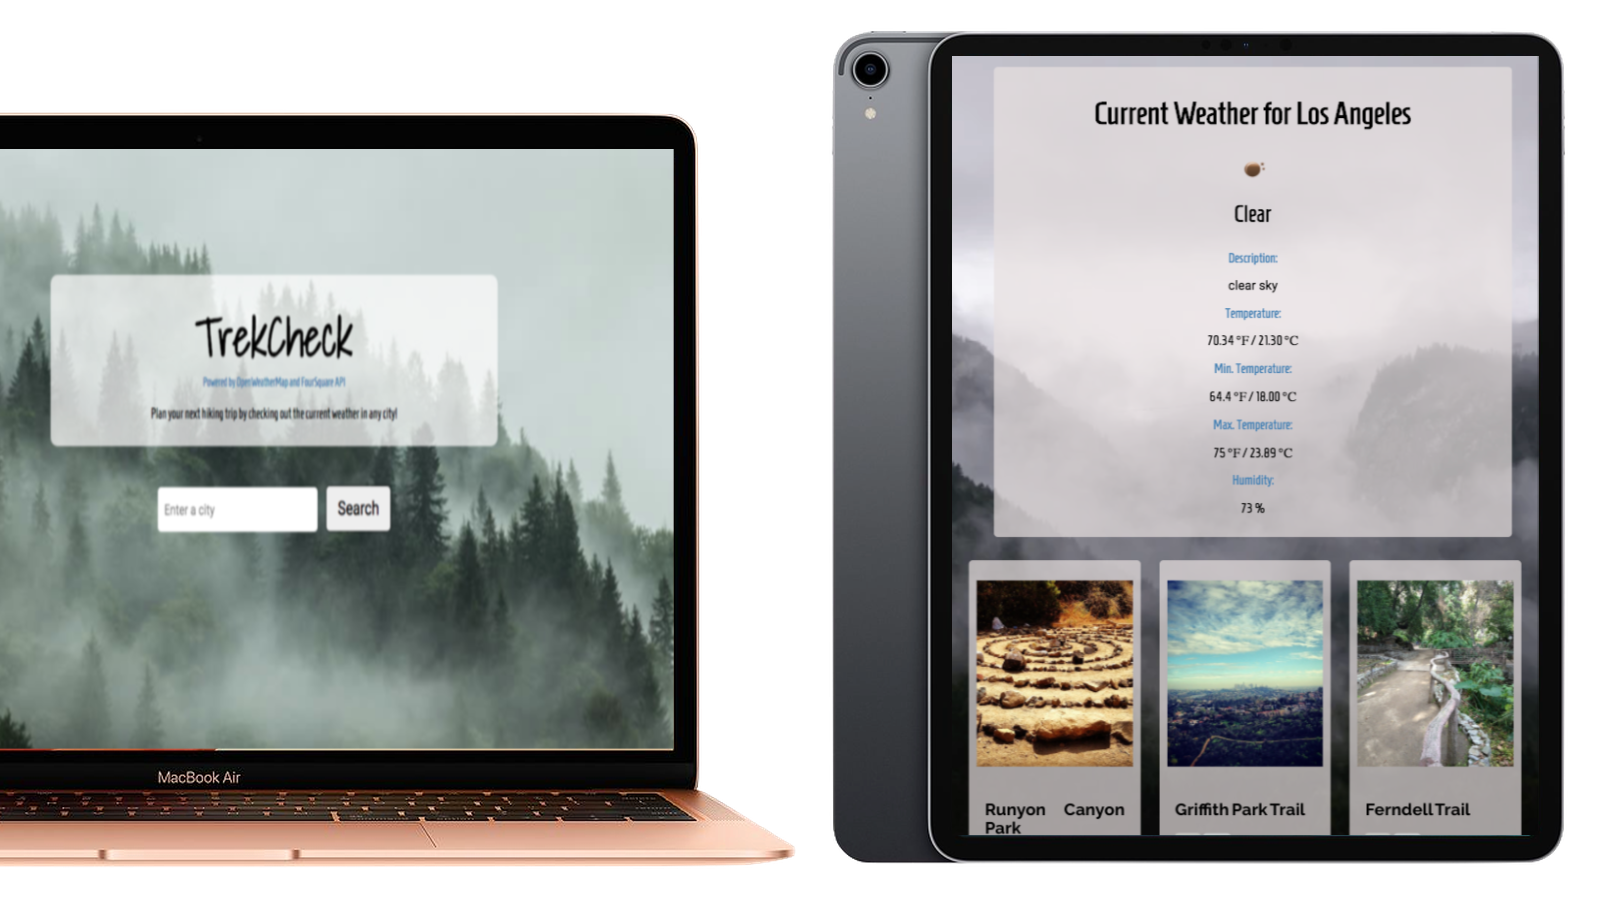 TrekCheck
Powered by OpenWeatherMap and FourSquare API
Plan your next hiking trip by checking out the current weather in any city!
Enter a city
Search
MacBook Air
Current Weather for Los Angeles
Clear
Description:
clear sky
Temperature:
70.34 °F / 21.30 °C
Min. Temperature:
64.4 °F / 18.00 °C
Max. Temperature:
75 °F / 23.89 °C
Humidity:
73 %
Runyon Canyon
Park
Griffith Park Trail
Ferndell Trail